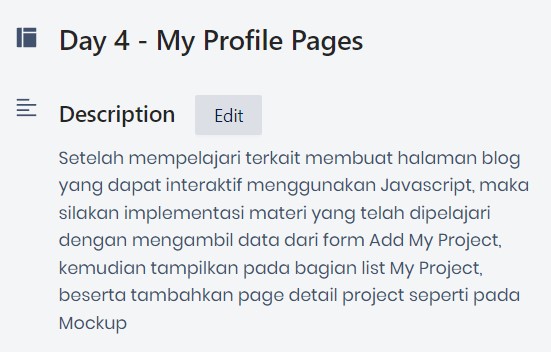 Day 4 - My Profile Pages
Description
Edit
Setelah mempelajari terkait membuat halaman blog
yang dapat interaktif menggunakan Javascript, maka
silakan implementasi materi yang telah dipelajari
dengan mengambil data dari form Add My Project,
kemudian tampilkan pada bagian list My Project,
beserta tambahkan page detail project seperti pada
Mockup